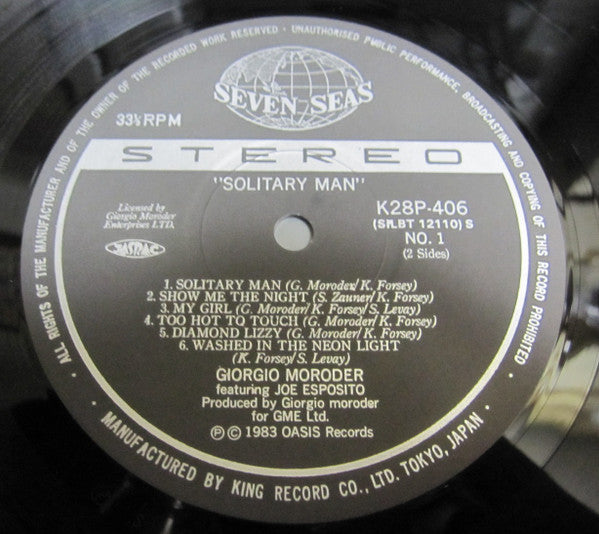 ALL RIGHTS OF THE MANUFACTURER AND OF THE OWNER OF THE RECORDED WORK RESERVED · UNAUTHORISED PUBLIC PERFORMANCE, BROADCASTING AND COPYING OF THIS RECORD PROHIBITED ·
SEVEN SEAS
33⅓RPM
STEREO
"SOLITARY MAN"
Licensed by
Giorgio Moroder
Enterprises LTD.
JASRAC
K28P-406
(SRLBT 12110) S
NO. 1
(2 Sides)
1. SOLITARY MAN (G. Moroder/K. Forsey)
2. SHOW ME THE NIGHT (S. Zauner/K. Forsey)
3. MY GIRL (G. Moroder/K. Forsey/S. Levay)
4. TOO HOT TO TOUCH (G. Moroder/K. Forsey)
5. DIAMOND LIZZY (G. Moroder/K. Forsey)
6. WASHED IN THE NEON LIGHT
(K. Forsey/S. Levay)
GIORGIO MORODER
featuring JOE ESPOSITO
Produced by Giorgio moroder
for GME Ltd.
Ⓟ © 1983 OASIS Records
· MANUFACTURED BY KING RECORD CO., LTD. TOKYO, JAPAN ·